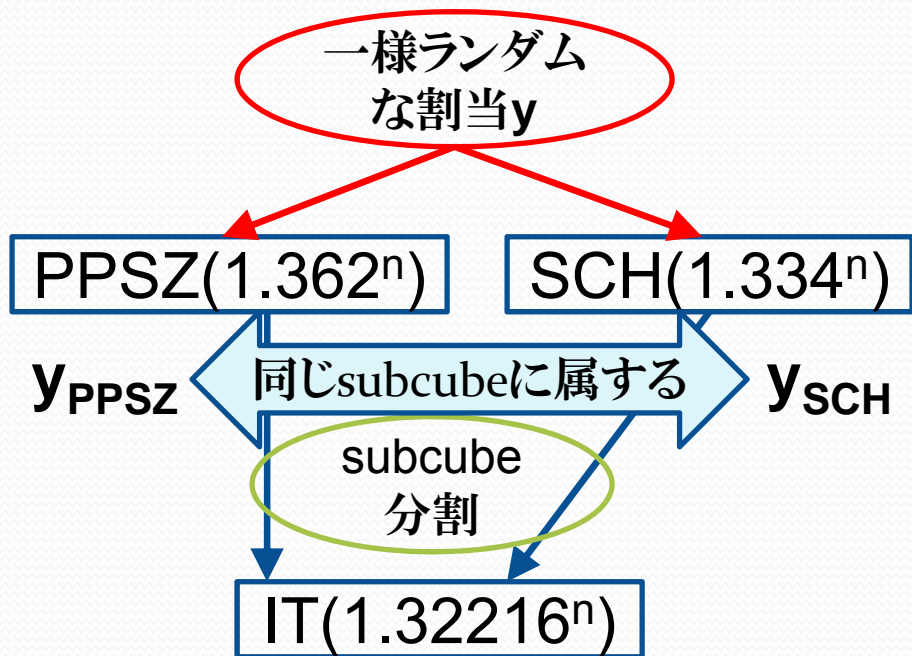 一様ランダム
な割当y
PPSZ(1.362ⁿ)
SCH(1.334ⁿ)
yPPSZ
同じsubcubeに属する
ySCH
subcube
分割
IT(1.32216ⁿ)